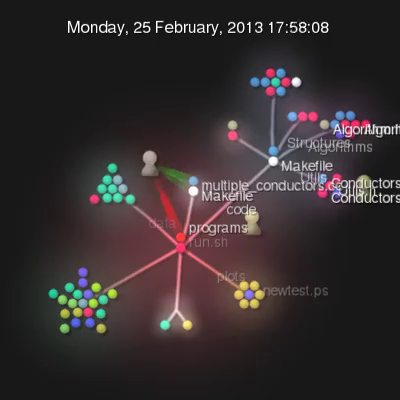 Monday, 25 February, 2013 17:58:08
Structures
Algorithms
Makefile
Utils
Conductors
Conductors
multiple_conductors.c
Makefile
code
data
programs
run.sh
plots
newtest.ps